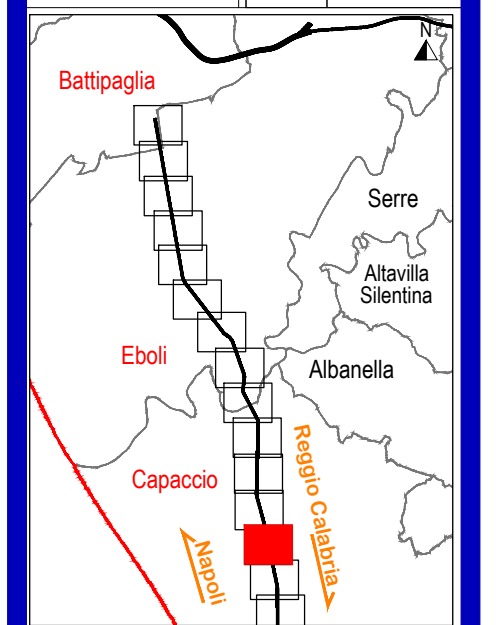 N
Battipaglia
Serre
Altavilla
Silentina
Eboli
Albanella
Capaccio
Reggio Calabria
Napoli